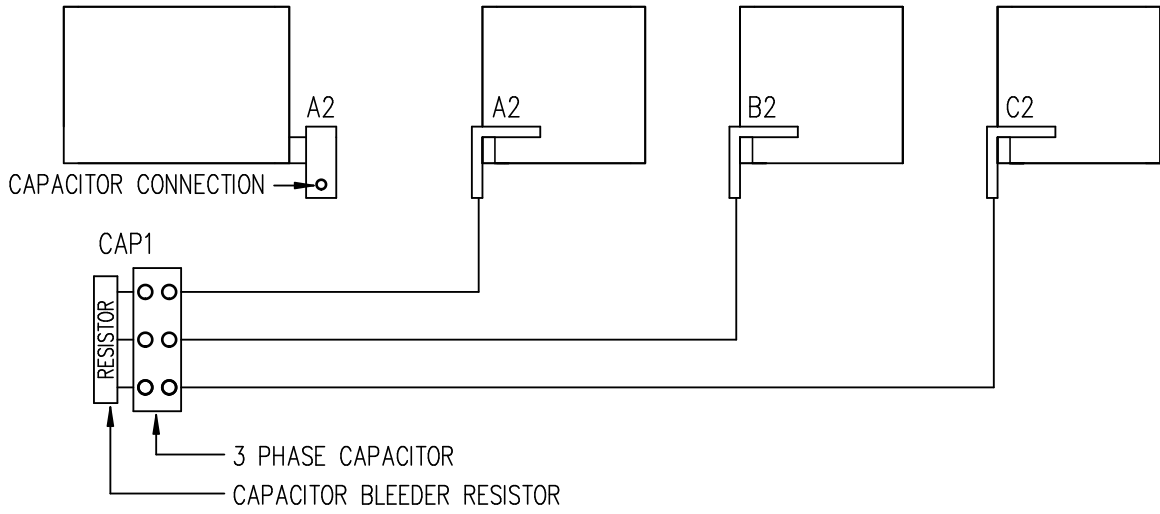 A2
A2
B2
C2
CAPACITOR CONNECTION
CAP1
RESISTOR
3 PHASE CAPACITOR
CAPACITOR BLEEDER RESISTOR